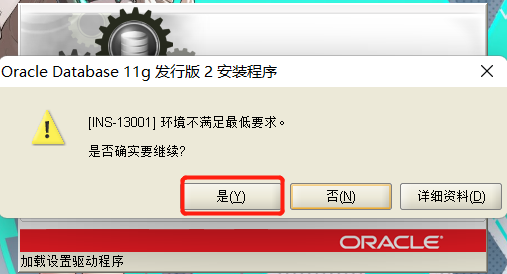 Oracle Database 11g 发行版 2 安装程序
[INS-13001] 环境不满足最低要求。
是否确实要继续?
是(Y)
否(N)
详细资料(D)
ORACLE
加载设置驱动程序